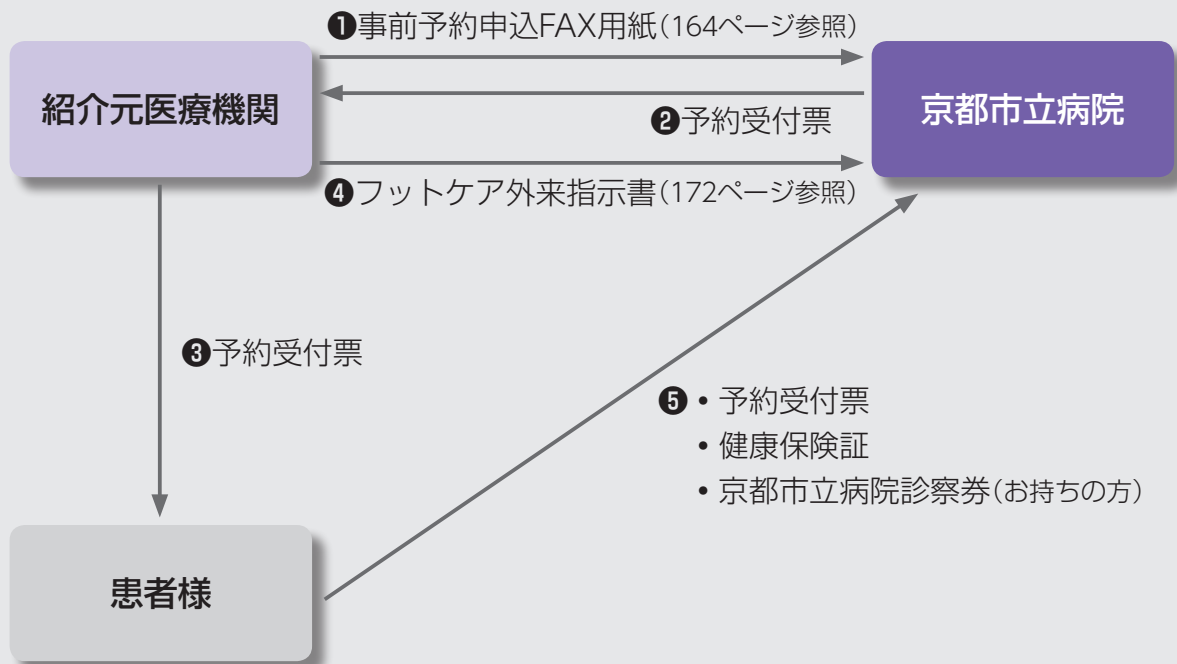 ❶事前予約申込FAX用紙(164ページ参照)
紹介元医療機関
京都市立病院
❷予約受付票
❹フットケア外来指示書(172ページ参照)
❸予約受付票
❺・予約受付票
・健康保険証
・京都市立病院診察券(お持ちの方)
患者様